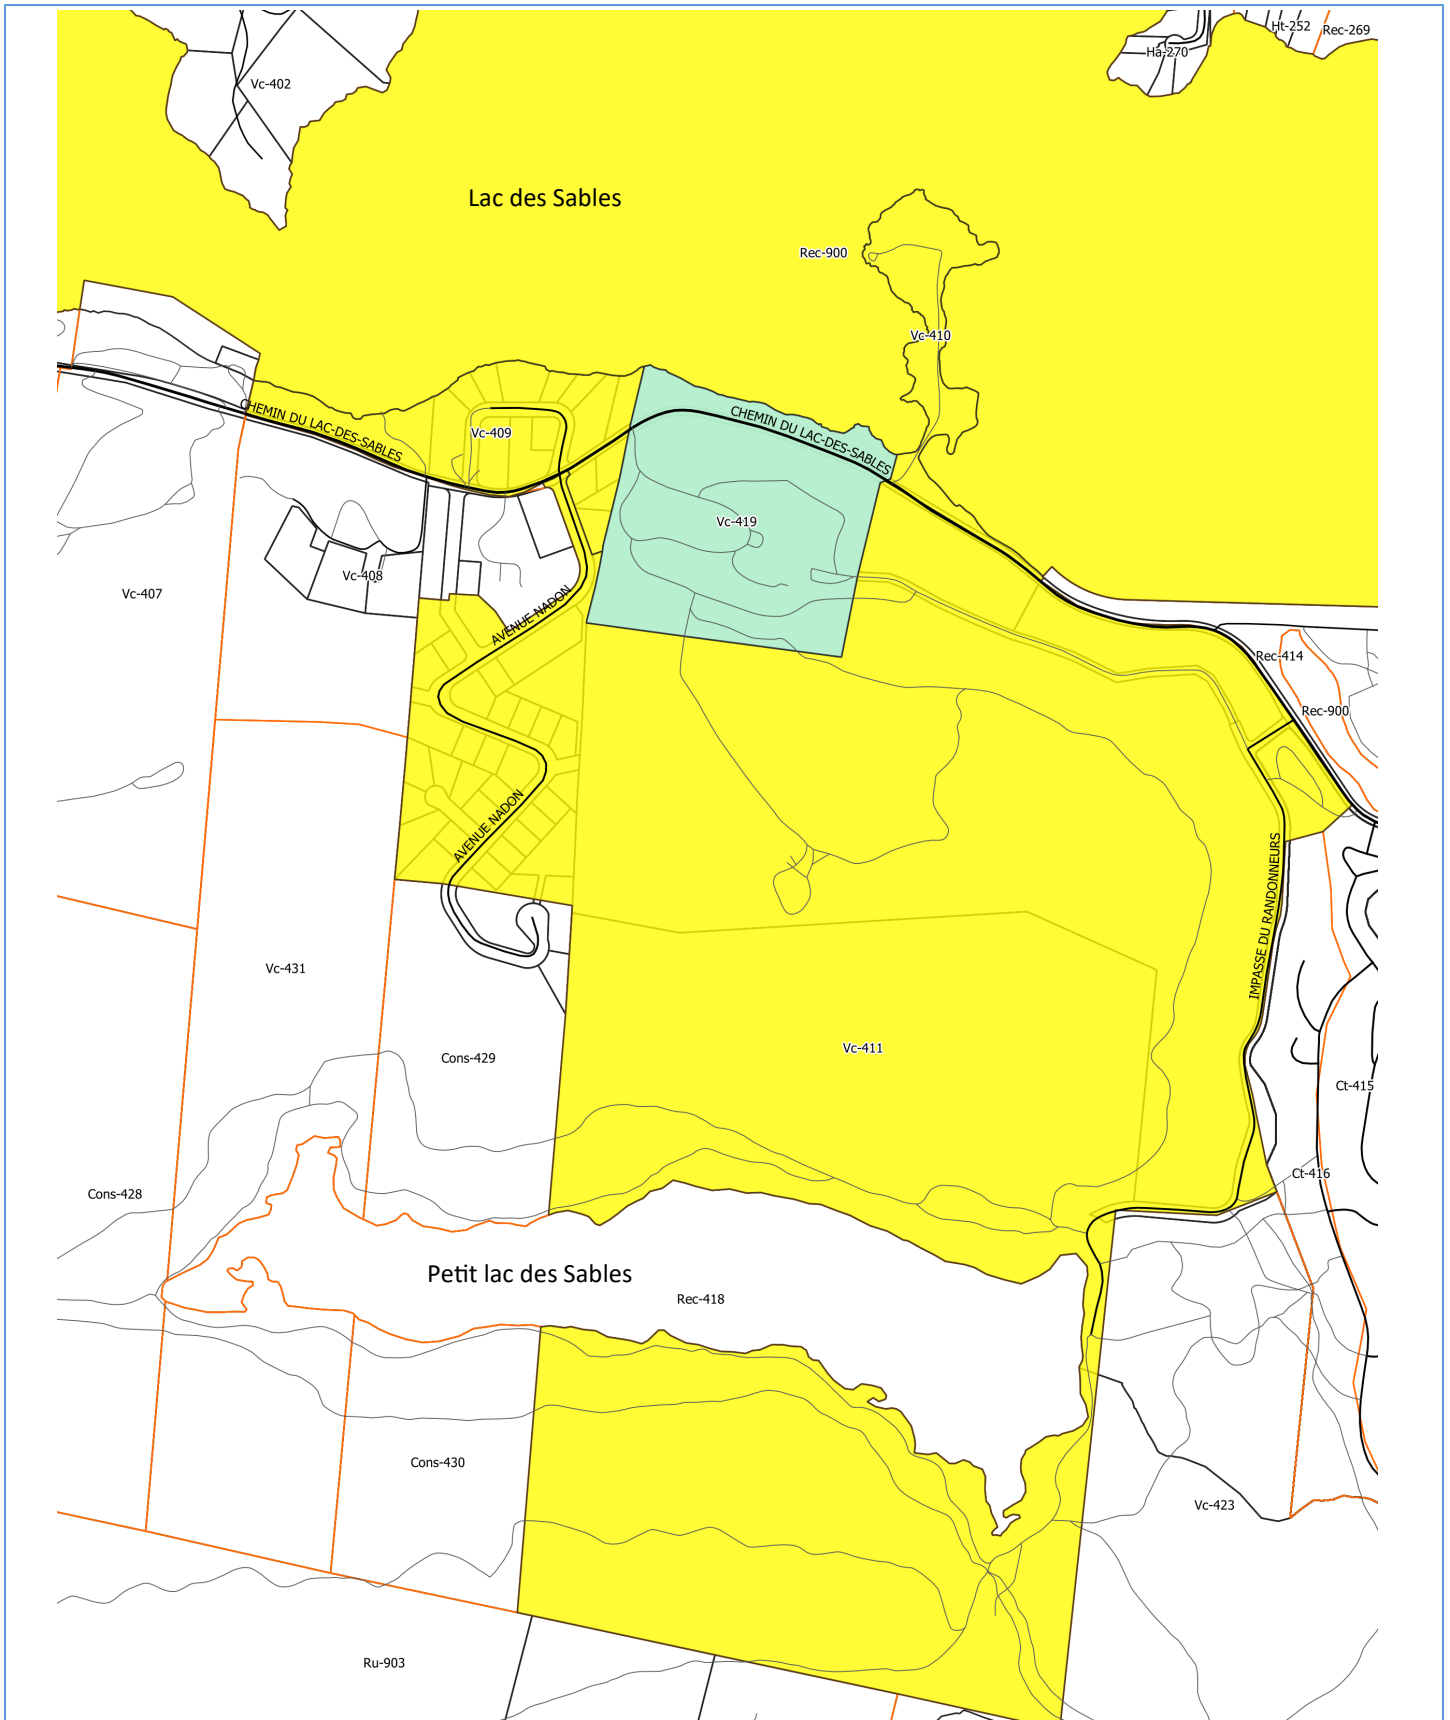 Ht-252
Rec-269
Ha-270
Vc-402
Lac des Sables
Rec-900
Vc-410
CHEMIN DU LAC-DES-SABLES
CHEMIN DU LAC-DES-SABLES
Vc-409
Vc-419
Vc-408
Vc-407
AVENUE NADON
Rec-414
Rec-900
AVENUE NADON
IMPASSE DU RANDONNEURS
Vc-431
Vc-411
Cons-429
Ct-415
Ct-416
Cons-428
Petit lac des Sables
Rec-418
Cons-430
Vc-423
Ru-903